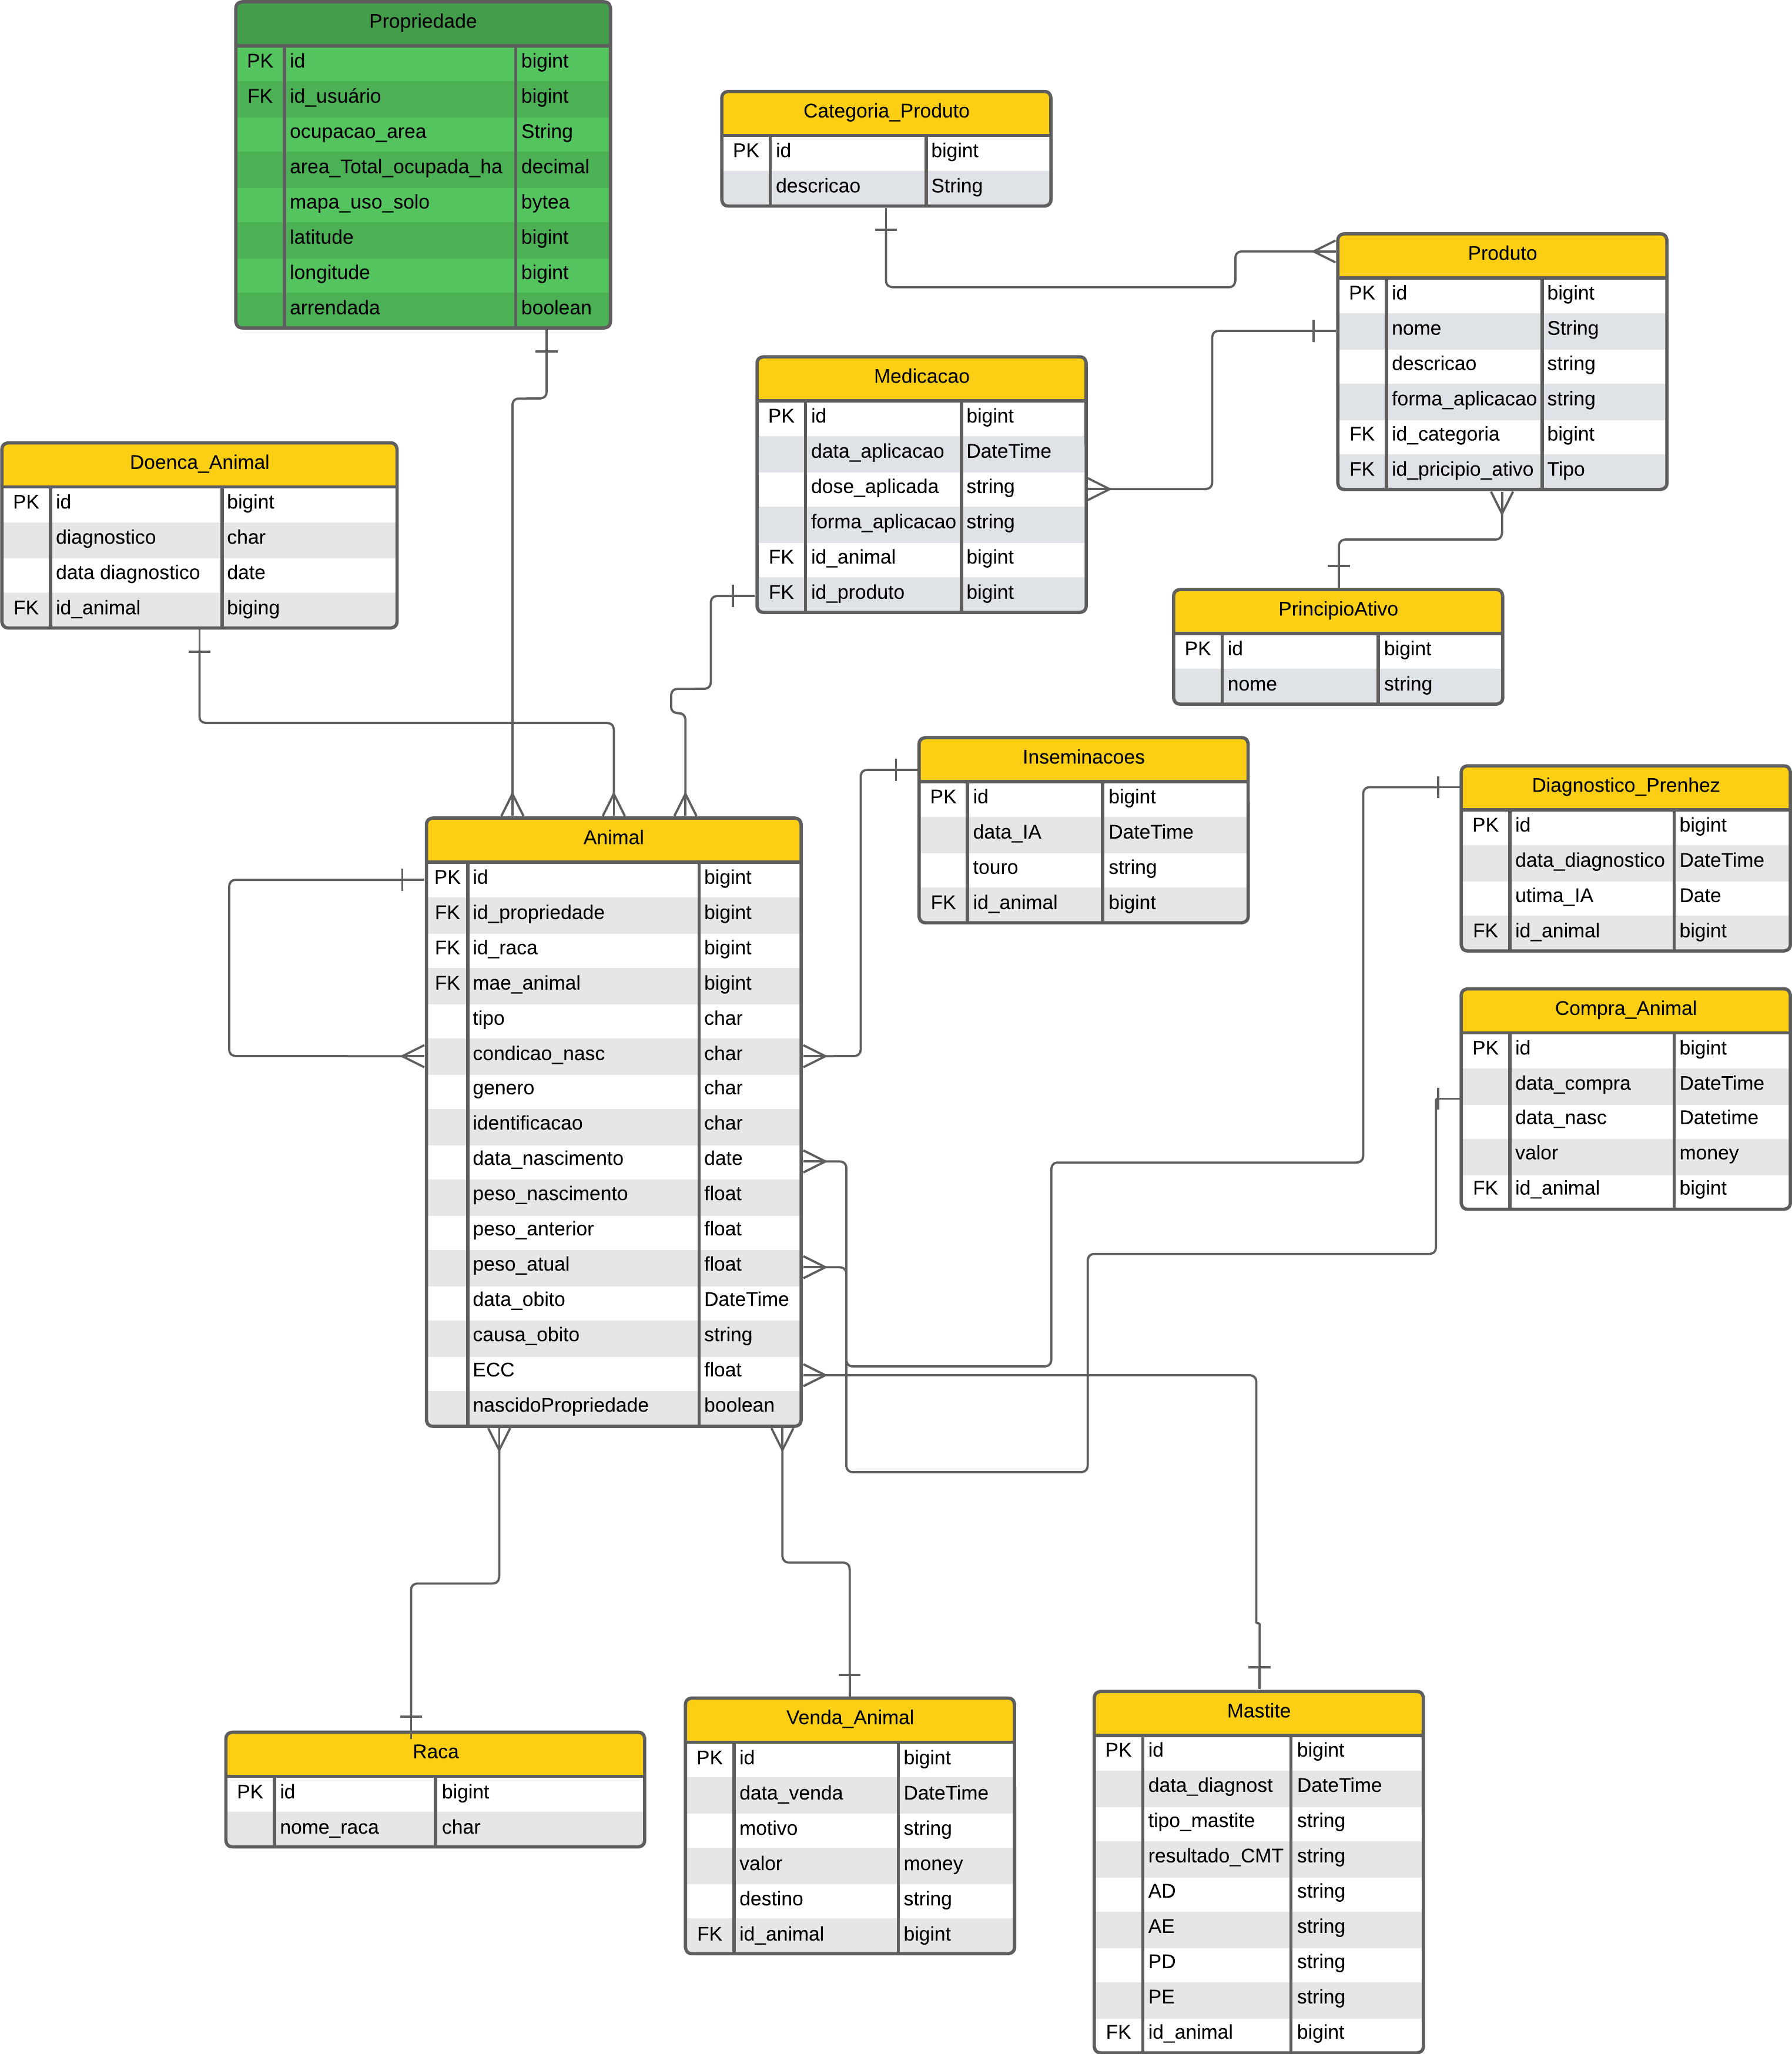 Propriedade
PK id bigint
FK id_usuário bigint
ocupacao_area String
area_Total_ocupada_ha decimal
mapa_uso_solo bytea
latitude bigint
longitude bigint
arrendada boolean
Categoria_Produto
PK id bigint
descricao String
Produto
PK id bigint
nome String
descricao string
forma_aplicacao string
FK id_categoria bigint
FK id_pricipio_ativo Tipo
Medicacao
PK id bigint
data_aplicacao DateTime
dose_aplicada string
forma_aplicacao string
FK id_animal bigint
FK id_produto bigint
Doenca_Animal
PK id bigint
diagnostico char
data diagnostico date
FK id_animal biging
PrincipioAtivo
PK id bigint
nome string
Inseminacoes
PK id bigint
data_IA DateTime
touro string
FK id_animal bigint
Diagnostico_Prenhez
PK id bigint
data_diagnostico DateTime
utima_IA Date
FK id_animal bigint
Animal
PK id bigint
FK id_propriedade bigint
FK id_raca bigint
FK mae_animal bigint
tipo char
condicao_nasc char
genero char
identificacao char
data_nascimento date
peso_nascimento float
peso_anterior float
peso_atual float
data_obito DateTime
causa_obito string
ECC float
nascidoPropriedade boolean
Compra_Animal
PK id bigint
data_compra DateTime
data_nasc Datetime
valor money
FK id_animal bigint
Raca
PK id bigint
nome_raca char
Venda_Animal
PK id bigint
data_venda DateTime
motivo string
valor money
destino string
FK id_animal bigint
Mastite
PK id bigint
data_diagnost DateTime
tipo_mastite string
resultado_CMT string
AD string
AE string
PD string
PE string
FK id_animal bigint